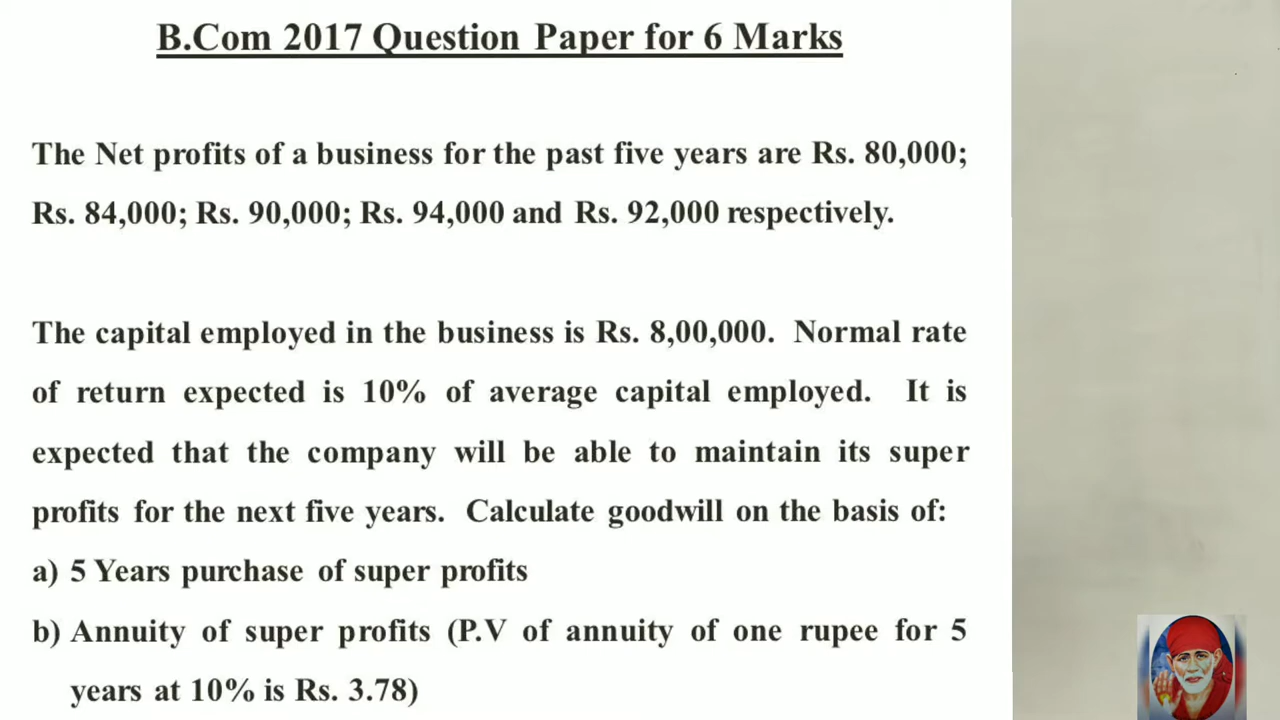 B.Com 2017 Question Paper for 6 Marks
The Net profits of a business for the past five years are Rs. 80,000;
Rs. 84,000; Rs. 90,000; Rs. 94,000 and Rs. 92,000 respectively.
The capital employed in the business is Rs. 8,00,000. Normal rate
of return expected is 10% of average capital employed. It is
expected that the company will be able to maintain its super
profits for the next five years. Calculate goodwill on the basis of:
a) 5 Years purchase of super profits
b) Annuity of super profits (P.V of annuity of one rupee for 5
years at 10% is Rs. 3.78)